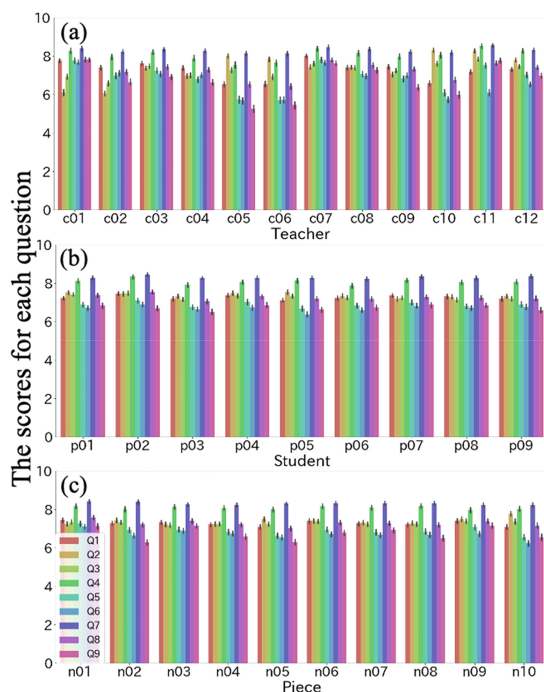 The scores for each question
(a)
10
8
6
4
2
0
c01 c02 c03 c04 c05 c06 c07 c08 c09 c10 c11 c12
Teacher
(b)
10
8
6
4
2
0
p01 p02 p03 p04 p05 p06 p07 p08 p09
Student
(c)
10
8
6
4
2
0
Q1
Q2
Q3
Q4
Q5
Q6
Q7
Q8
Q9
n01 n02 n03 n04 n05 n06 n07 n08 n09 n10
Piece